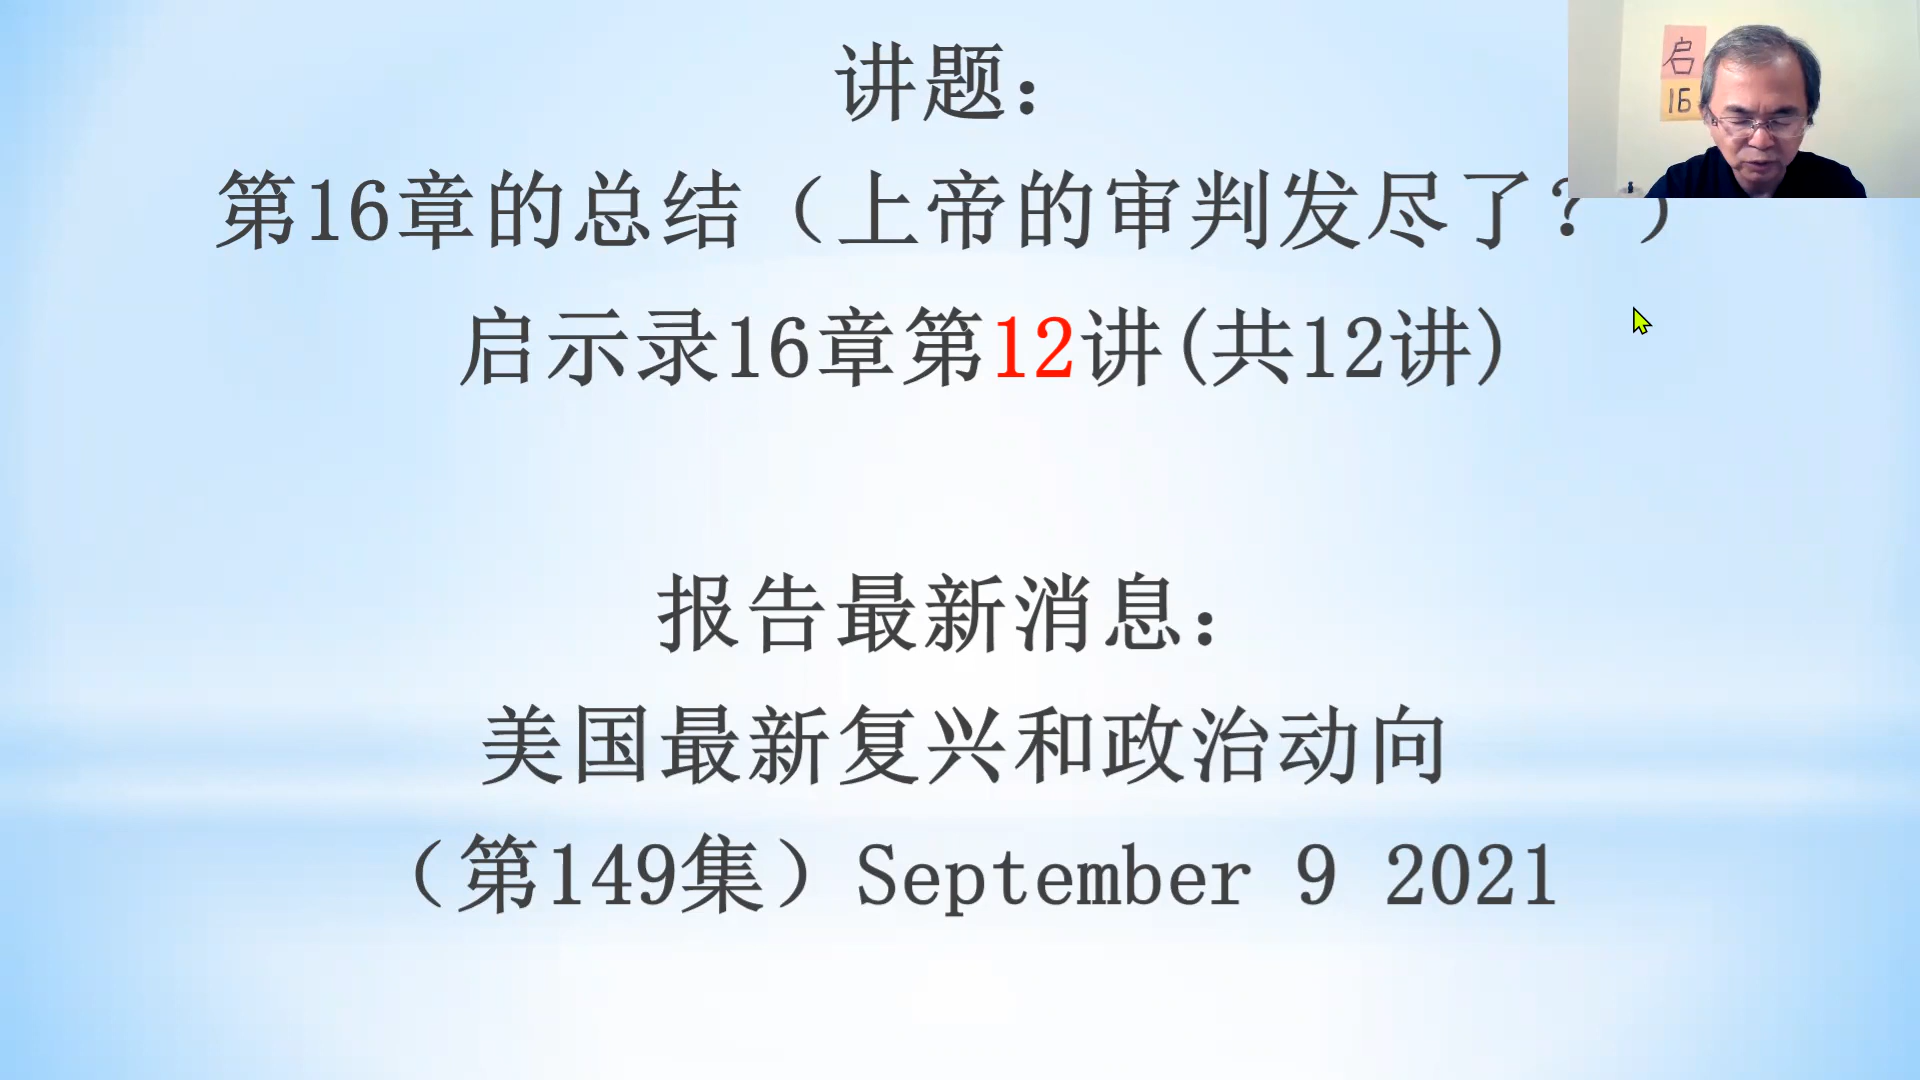 讲题：
第16章的总结（上帝的审判发尽了？）
启示录16章第12讲(共12讲)
报告最新消息：
美国最新复兴和政治动向
（第149集）September 9 2021
启
16